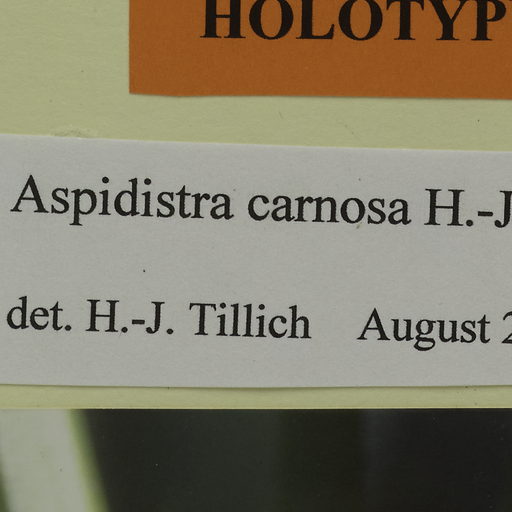 HOLOTYP
Aspidistra carnosa H.-J
det. H.-J. Tillich August 2